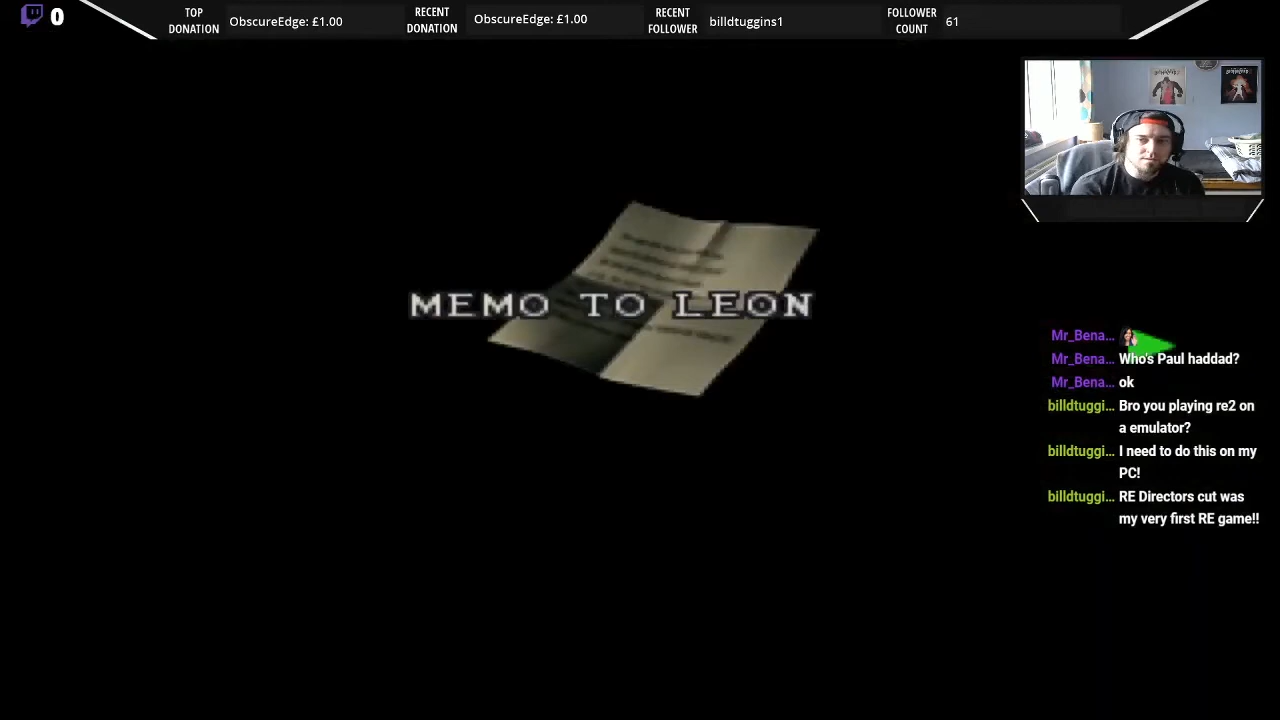 0
TOP
DONATION
ObscureEdge: £1.00
RECENT
DONATION
ObscureEdge: £1.00
RECENT
FOLLOWER
billdtuggins1
FOLLOWER
COUNT
61
MEMO TO LEON
Mr_Bena...
Mr_Bena... Who's Paul haddad?
Mr_Bena... ok
billdtuggi... Bro you playing re2 on
a emulator?
billdtuggi... I need to do this on my
PC!
billdtuggi... RE Directors cut was
my very first RE game!!